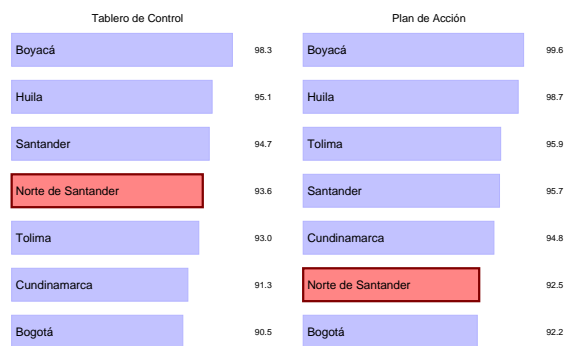 Tablero de Control
Boyacá 98.3
Huila 95.1
Santander 94.7
Norte de Santander 93.6
Tolima 93.0
Cundinamarca 91.3
Bogotá 90.5
Plan de Acción
Boyacá 99.6
Huila 98.7
Tolima 95.9
Santander 95.7
Cundinamarca 94.8
Norte de Santander 92.5
Bogotá 92.2